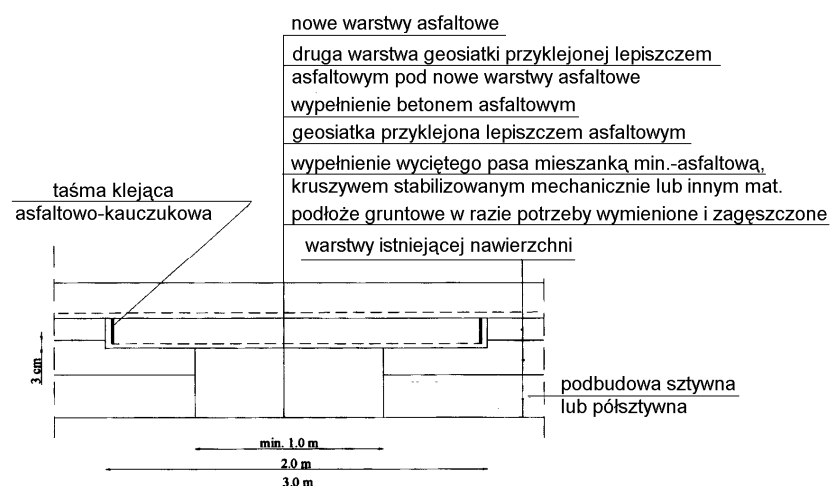 nowe warstwy asfaltowe
druga warstwa geosiatki przyklejonej lepiszczem
asfaltowym pod nowe warstwy asfaltowe
wypełnienie betonem asfaltowym
geosiatka przyklejona lepiszczem asfaltowym
wypełnienie wyciętego pasa mieszanką min.-asfaltową,
kruszywem stabilizowanym mechanicznie lub innym mat.
podłoże gruntowe w razie potrzeby wymienione i zagęszczone
warstwy istniejącej nawierzchni
taśma klejąca
asfaltowo-kauczukowa
3 cm
podbudowa sztywna
lub półsztywna
min. 1.0 m
2.0 m
3.0 m